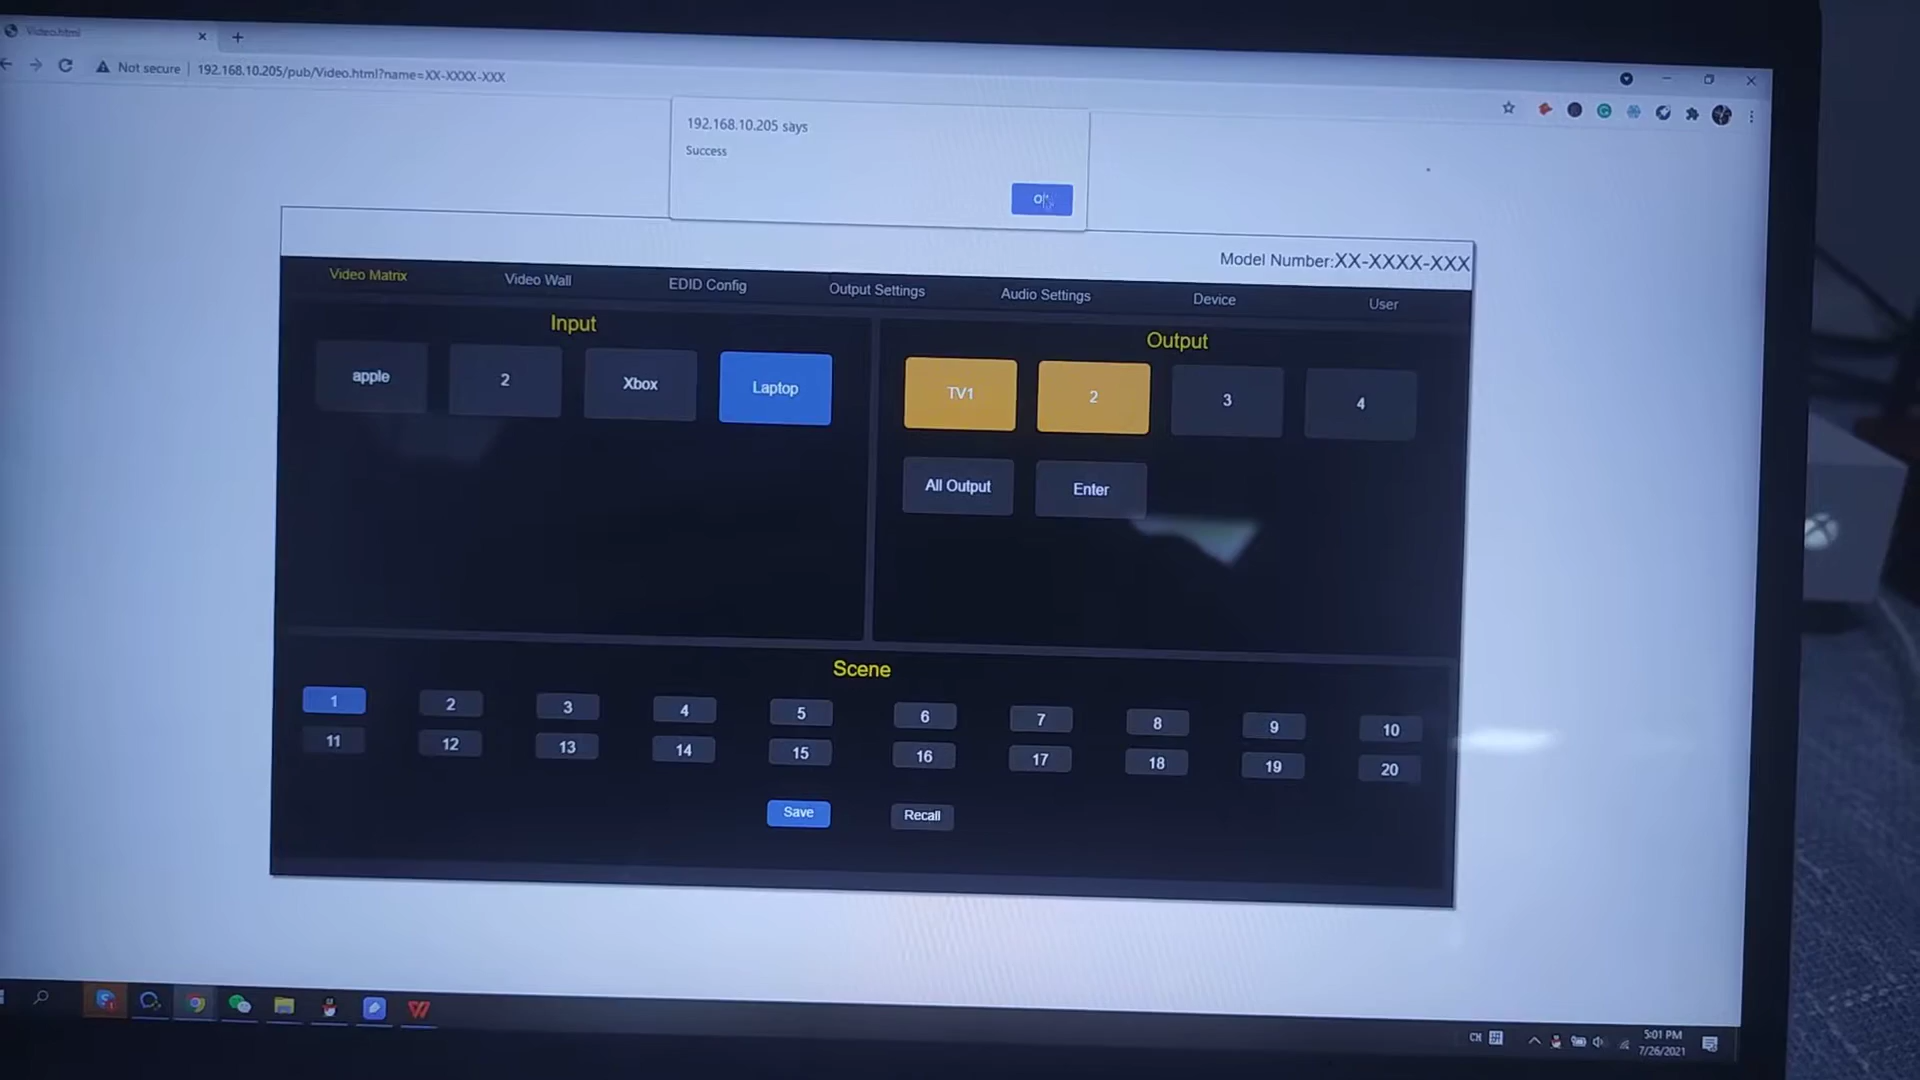 Video.html
Not secure 192.168.10.205/pub/Video.html?name=XX-XXXX-XXX
192.168.10.205 says
Success
Model Number:XX-XXXX-XXX
Video Matrix Video Wall EDID Config Output Settings Audio Settings Device User
Input
apple 2 Xbox Laptop
Output
TV1 2 3 4
All Output Enter
Scene
1 2 3 4 5 6 7 8 9 10
11 12 13 14 15 16 17 18 19 20
Save Recall
CH
5:01 PM
7/26/2021